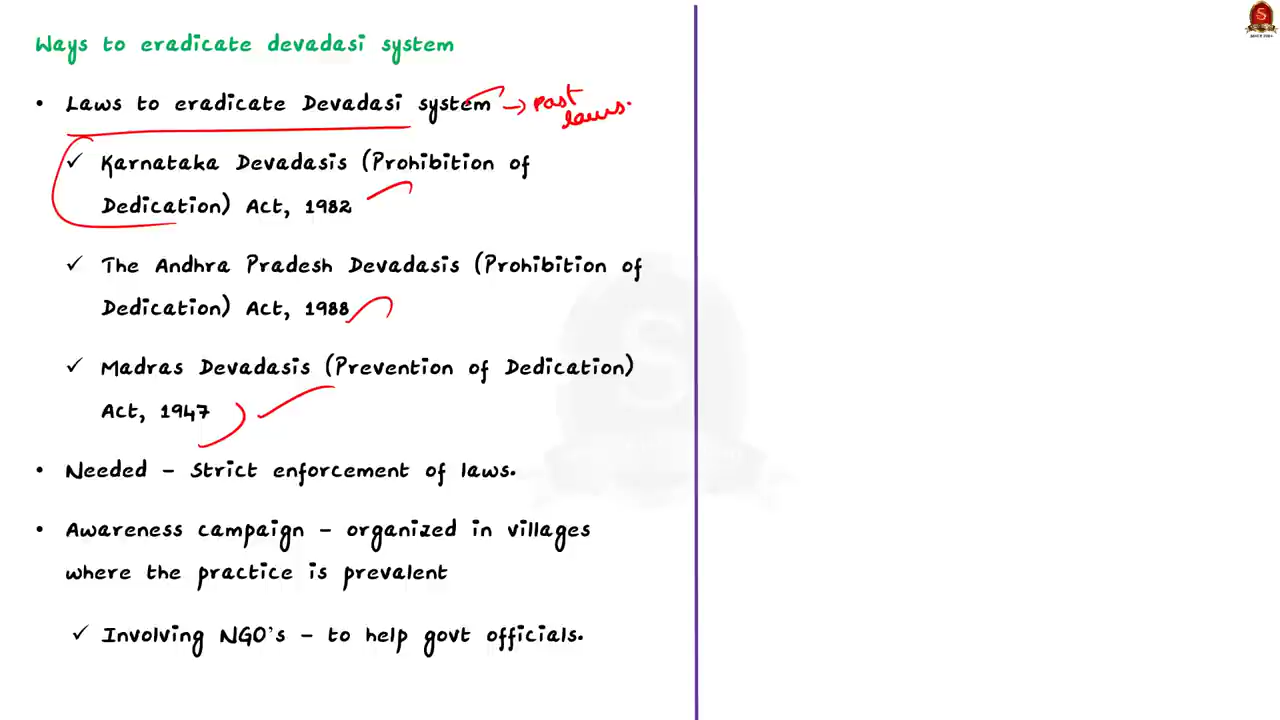 Ways to eradicate devadasi system
• Laws to eradicate Devadasi system → Past
laws.
✓ Karnataka Devadasis (Prohibition of
Dedication) Act, 1982
✓ The Andhra Pradesh Devadasis (Prohibition of
Dedication) Act, 1988
✓ Madras Devadasis (Prevention of Dedication)
Act, 1947
• Needed – Strict enforcement of laws.
• Awareness campaign – organized in villages
where the practice is prevalent
✓ Involving NGO's – to help govt officials.
S